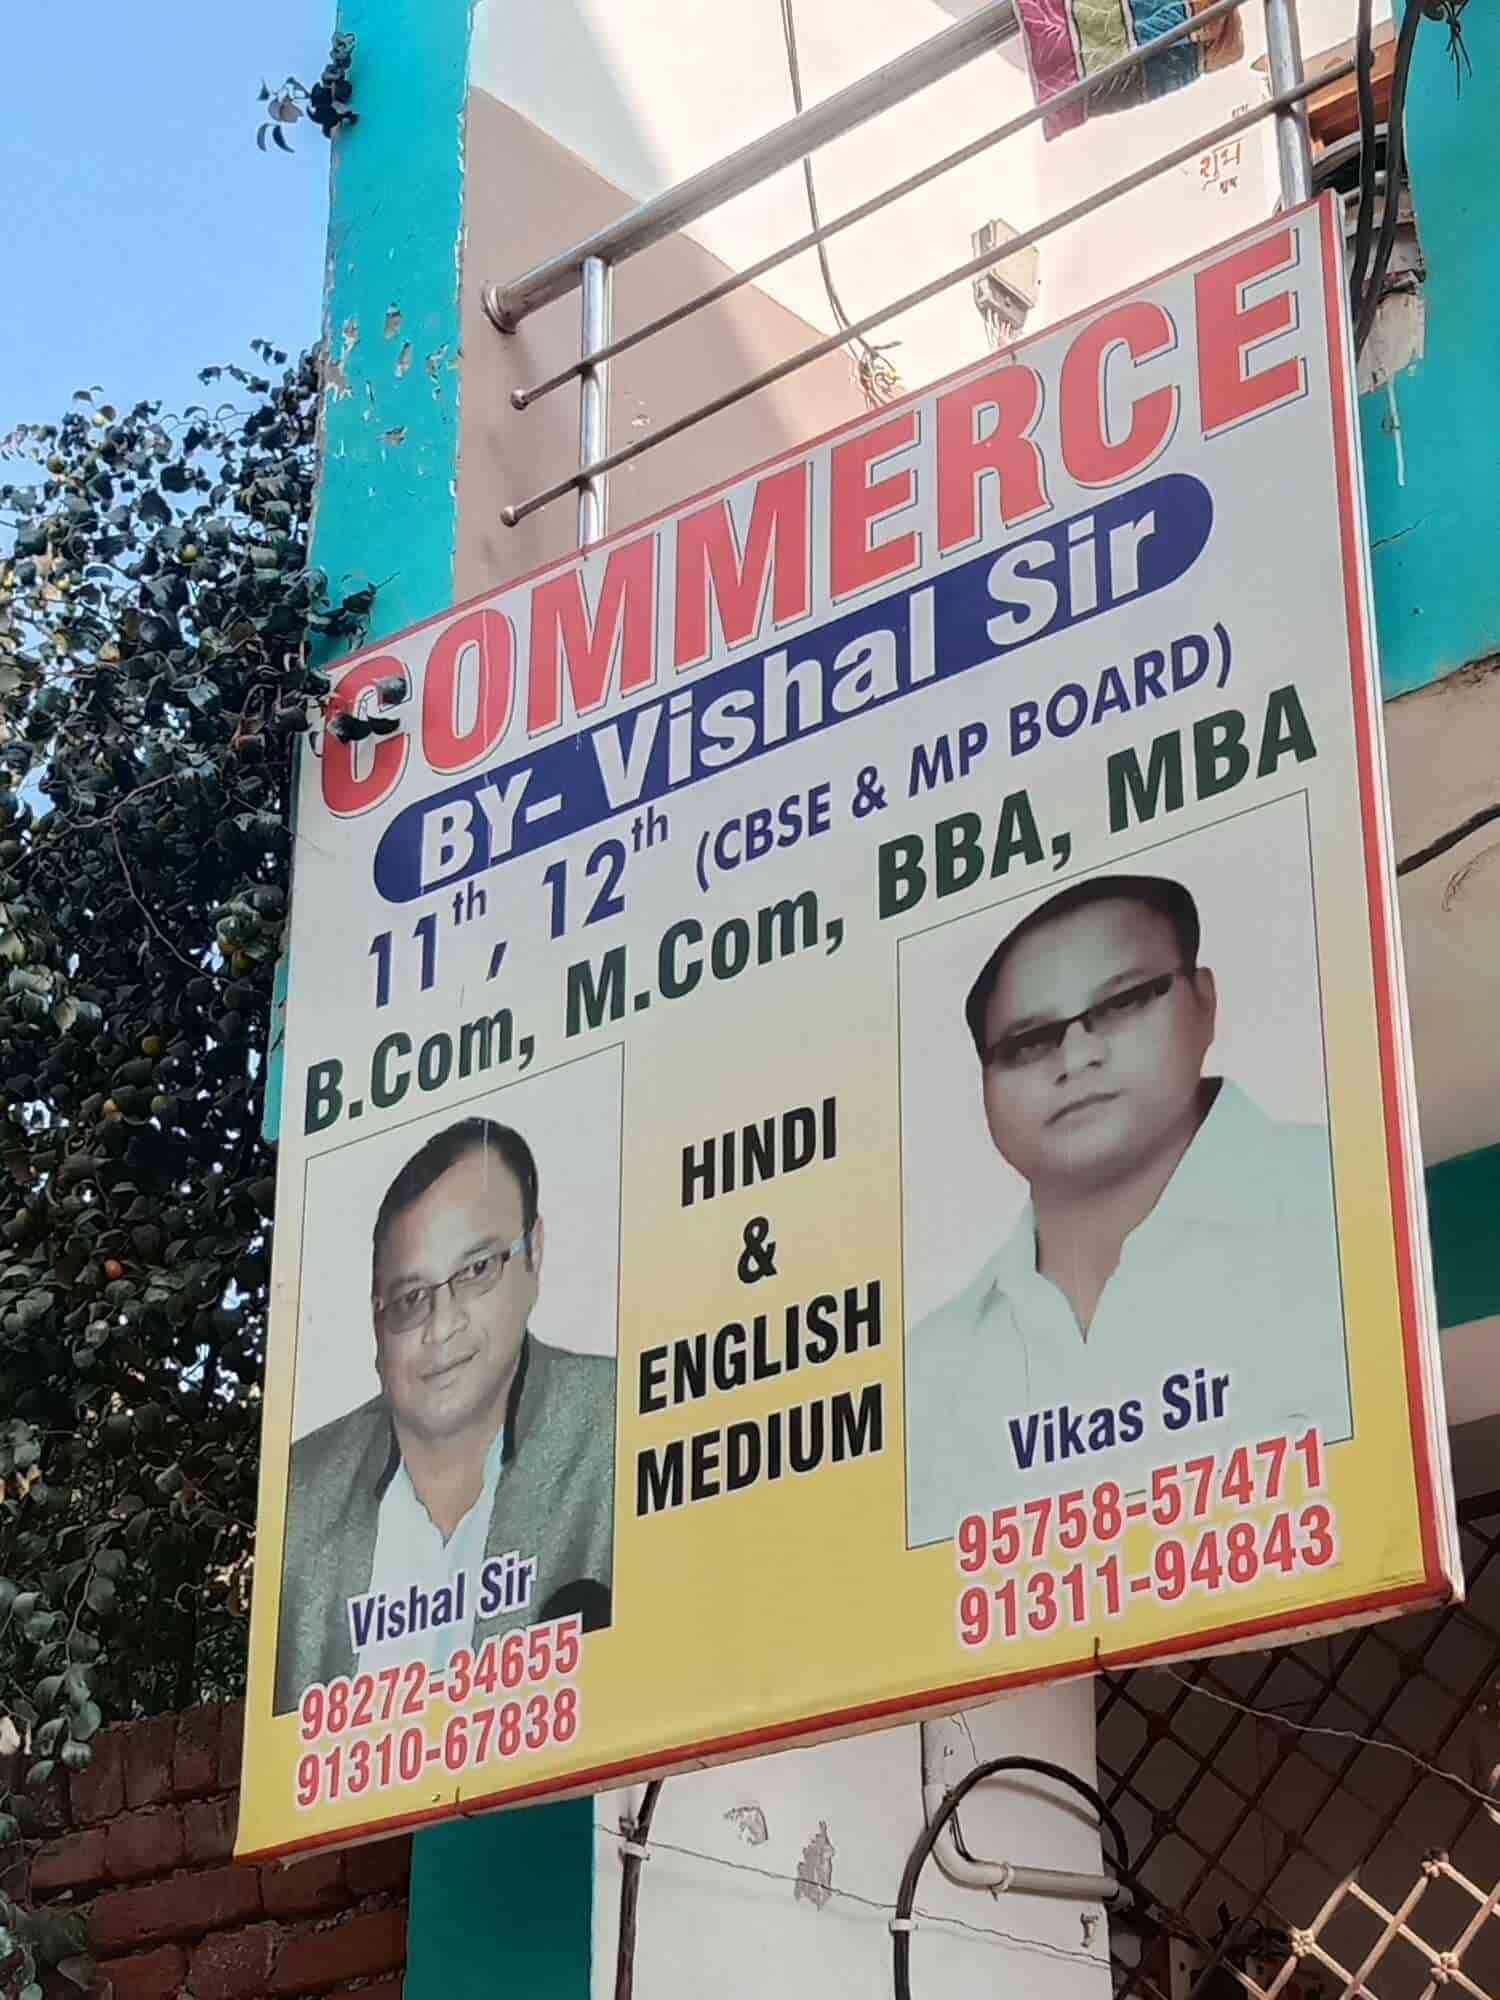 शुभ
COMMERCE
BY- Vishal Sir
11th, 12th (CBSE & MP BOARD)
B.Com, M.Com, BBA, MBA
HINDI
&
ENGLISH
MEDIUM
Vishal Sir
98272-34655
91310-67838
Vikas Sir
95758-57471
91311-94843